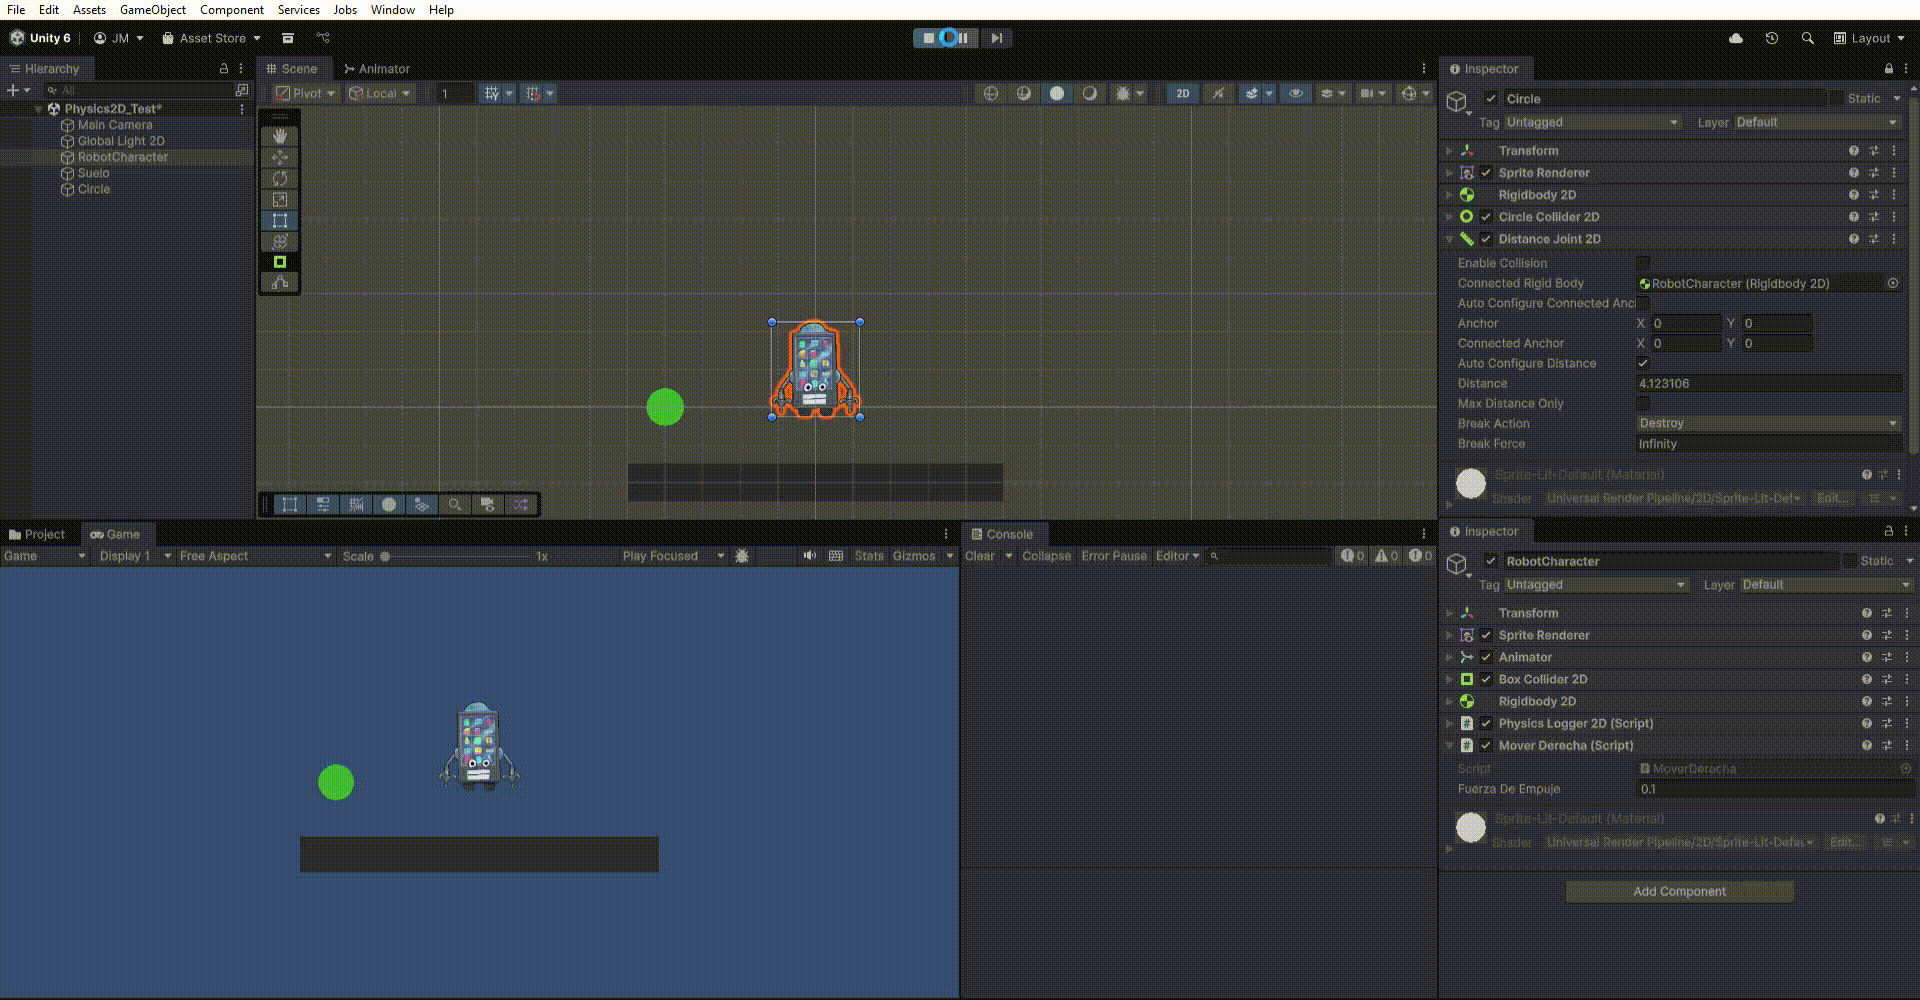 File Edit Assets GameObject Component Services Jobs Window Help
Unity 6 JM Asset Store Layout
Hierarchy
All
Physics2D_Test*
Main Camera
Global Light 2D
RobotCharacter
Suelo
Circle
Scene Animator
Pivot Local 1 2D
Inspector
Circle Static
Tag Untagged Layer Default
Transform
Sprite Renderer
Rigidbody 2D
Circle Collider 2D
Distance Joint 2D
Enable Collision
Connected Rigid Body RobotCharacter (Rigidbody 2D)
Auto Configure Connected Anc
Anchor X 0 Y 0
Connected Anchor X 0 Y 0
Auto Configure Distance
Distance 4.123106
Max Distance Only
Break Action Destroy
Break Force Infinity
Sprite-Lit-Default (Material)
Shader Universal Render Pipeline/2D/Sprite-Lit-Def Edit...
Project Game
Game Display 1 Free Aspect Scale 1x Play Focused Stats Gizmos
Console
Clear Collapse Error Pause Editor 0 0 0
Inspector
RobotCharacter Static
Tag Untagged Layer Default
Transform
Sprite Renderer
Animator
Box Collider 2D
Rigidbody 2D
Physics Logger 2D (Script)
Mover Derecha (Script)
Script MoverDerecha
Fuerza De Empuje 0.1
Sprite-Lit-Default (Material)
Shader Universal Render Pipeline/2D/Sprite-Lit-Defau Edit...
Add Component